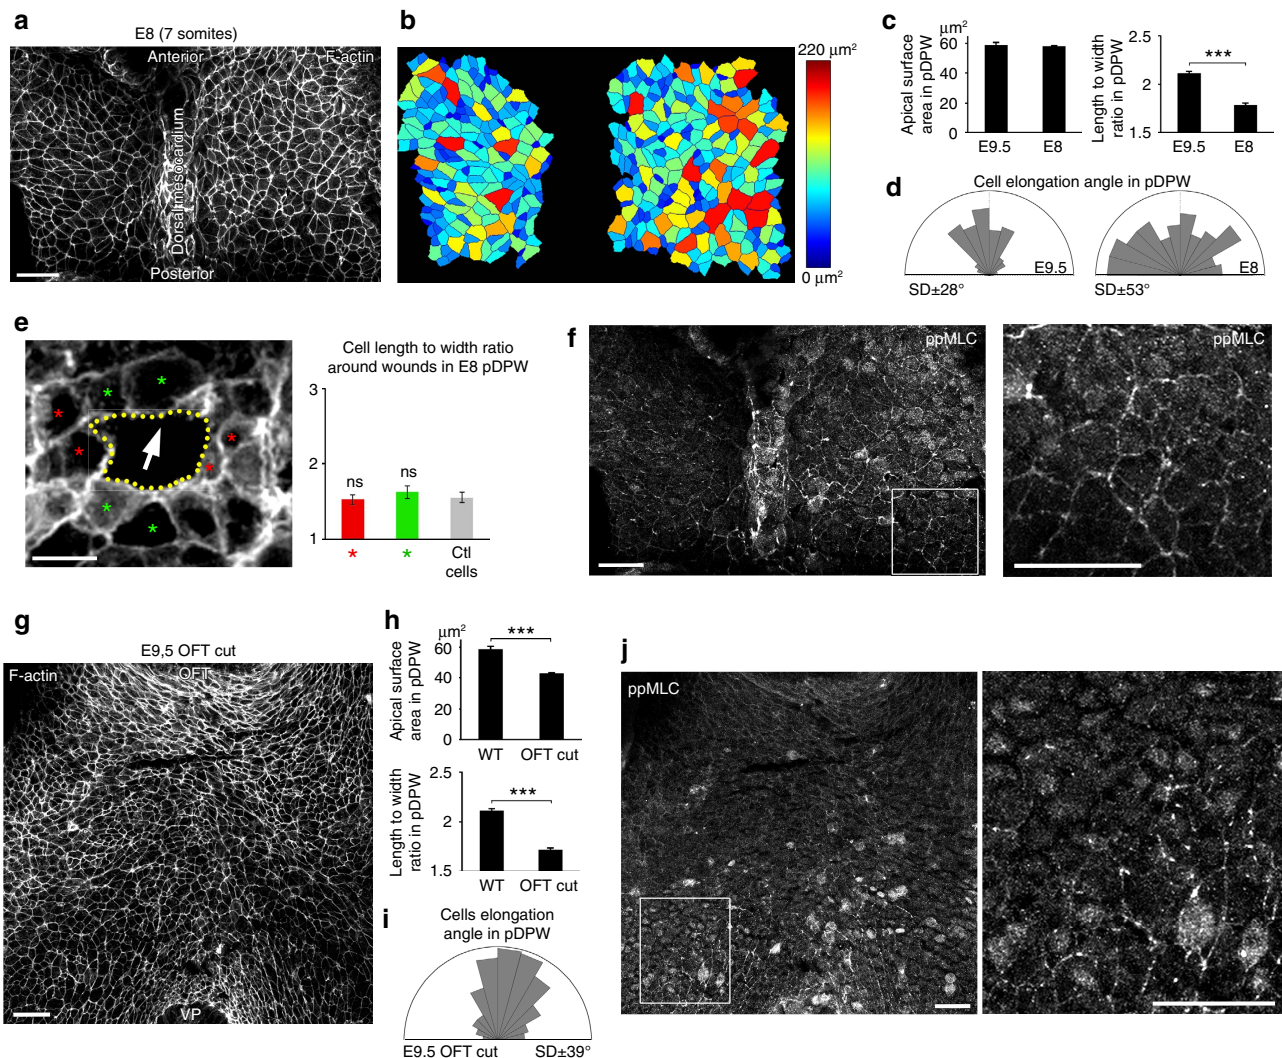 a
E8 (7 somites)
Anterior
F-actin
Dorsal mesocardium
Posterior
b
220 μm²
0 μm²
c
μm²
Apical surface
area in pDPW
60
40
20
0
E9.5
E8
Length to width
ratio in pDPW
2.5
2
1.5
***
E9.5
E8
d
Cell elongation angle in pDPW
E9.5
SD±28°
E8
SD±53°
e
* * * * * * * *
Cell length to width ratio
around wounds in E8 pDPW
3
2
1
ns
ns
*
*
Ctl
cells
f
ppMLC
ppMLC
g
E9,5 OFT cut
F-actin
OFT
VP
h
μm²
Apical surface
area in pDPW
60
40
20
0
***
WT
OFT cut
Length to width
ratio in pDPW
2.5
2
1.5
***
WT
OFT cut
i
Cells elongation
angle in pDPW
E9.5 OFT cut
SD±39°
j
ppMLC